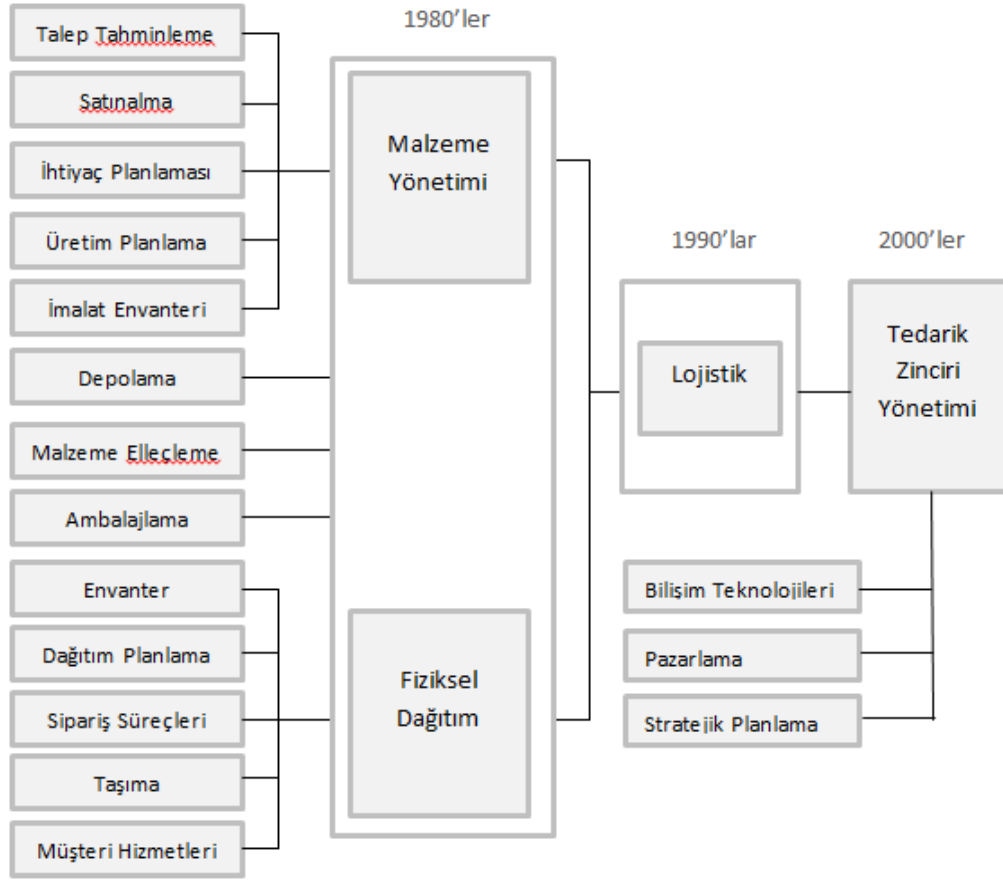 1980’ler
Talep Tahminleme
Satınalma
İhtiyaç Planlaması
Üretim Planlama
İmalat Envanteri
Depolama
Malzeme Elleçleme
Ambalajlama
Envanter
Dağıtım Planlama
Sipariş Süreçleri
Taşıma
Müşteri Hizmetleri
Malzeme
Yönetimi
Fiziksel
Dağıtım
1990’lar
Lojistik
2000’ler
Tedarik
Zinciri
Yönetimi
Bilişim Teknolojileri
Pazarlama
Stratejik Planlama